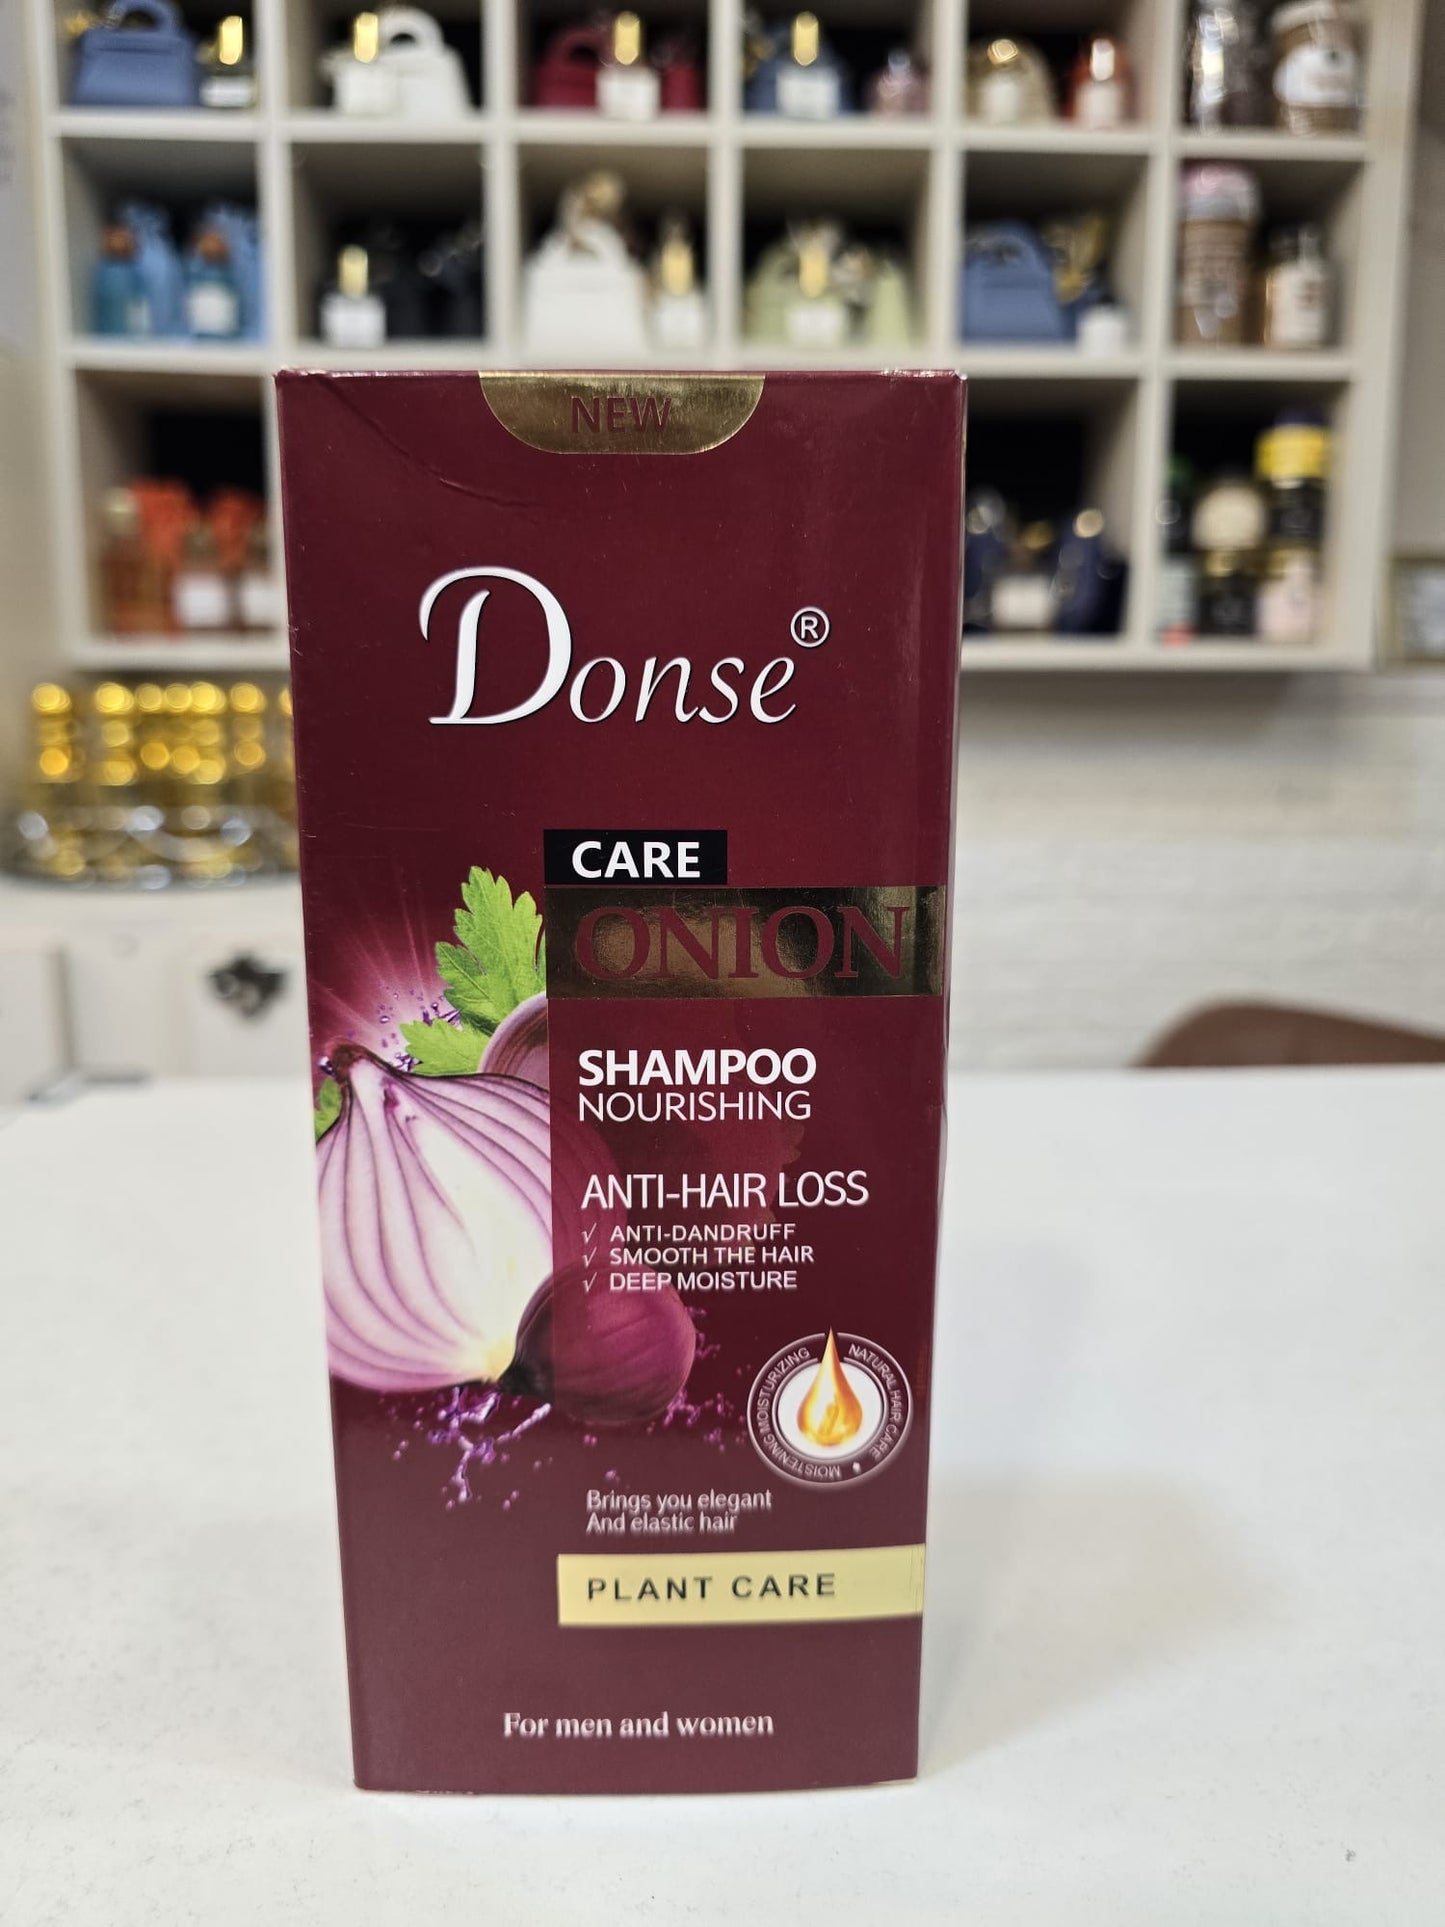 NEW
Donse®
CARE
ONION
SHAMPOO
NOURISHING
ANTI-HAIR LOSS
√ ANTI-DANDRUFF
√ SMOOTH THE HAIR
√ DEEP MOISTURE
MOISTENING MOISTURIZING NATURAL HAIR CARE
Brings you elegant
And elastic hair
PLANT CARE
For men and women